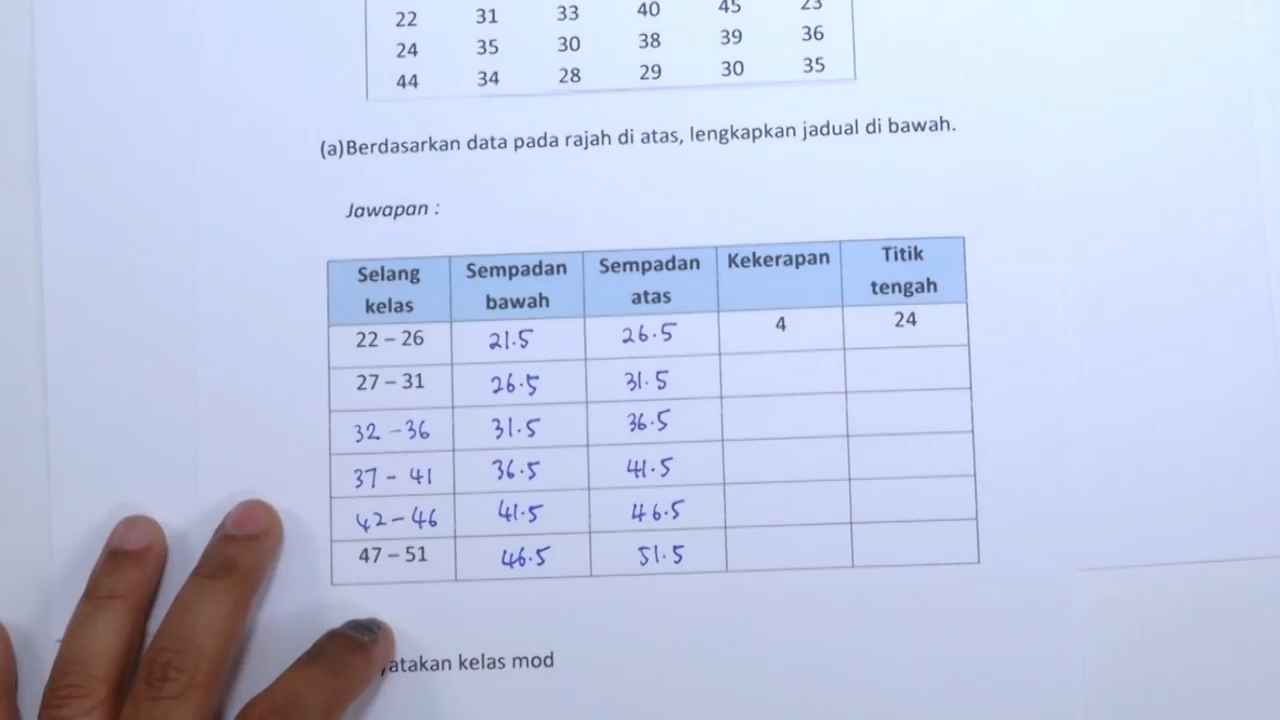 22 31 33 40 45 23
24 35 30 38 39 36
44 34 28 29 30 35
(a)Berdasarkan data pada rajah di atas, lengkapkan jadual di bawah.
Jawapan :
Selang kelas Sempadan bawah Sempadan atas Kekerapan Titik tengah
22 – 26 21.5 26.5 4 24
27 – 31 26.5 31.5
32 - 36 31.5 36.5
37 - 41 36.5 41.5
42 - 46 41.5 46.5
47 – 51 46.5 51.5
yatakan kelas mod